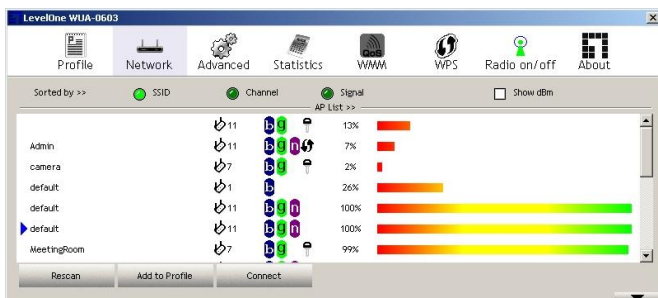 LevelOne WUA-0603
Profile Network Advanced Statistics WMM WPS Radio on/off About
QoS
Sorted by >> SSID Channel Signal Show dBm
AP List >>
11 b g 13%
Admin 11 b g n 7%
camera 7 b g 2%
default 1 b 26%
default 11 b g n 100%
default 11 b g n 100%
MeetingRoom 7 b g 99%
Rescan Add to Profile Connect